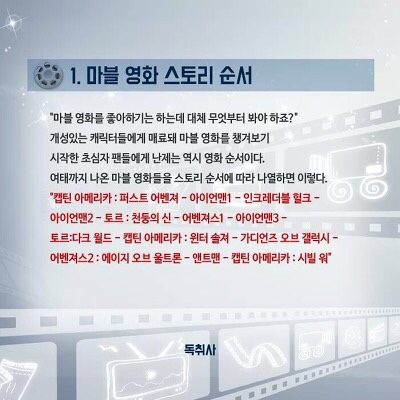 1. 마블 영화 스토리 순서
"마블 영화를 좋아하기는 하는데 대체 무엇부터 봐야 하죠?"
개성있는 캐릭터들에게 매료돼 마블 영화를 챙겨보기
시작한 초심자 팬들에게 난제는 역시 영화 순서이다.
여태까지 나온 마블 영화들을 스토리 순서에 따라 나열하면 이렇다.
"캡틴 아메리카 : 퍼스트 어벤져 - 아이언맨1 - 인크레더블 헐크 -
아이언맨2 - 토르 : 천둥의 신 - 어벤져스1 - 아이언맨3 -
토르:다크 월드 - 캡틴 아메리카 : 윈터 솔져 - 가디언즈 오브 갤럭시 -
어벤져스2 : 에이지 오브 울트론 - 앤트맨 - 캡틴 아메리카 : 시빌 워"
독취사